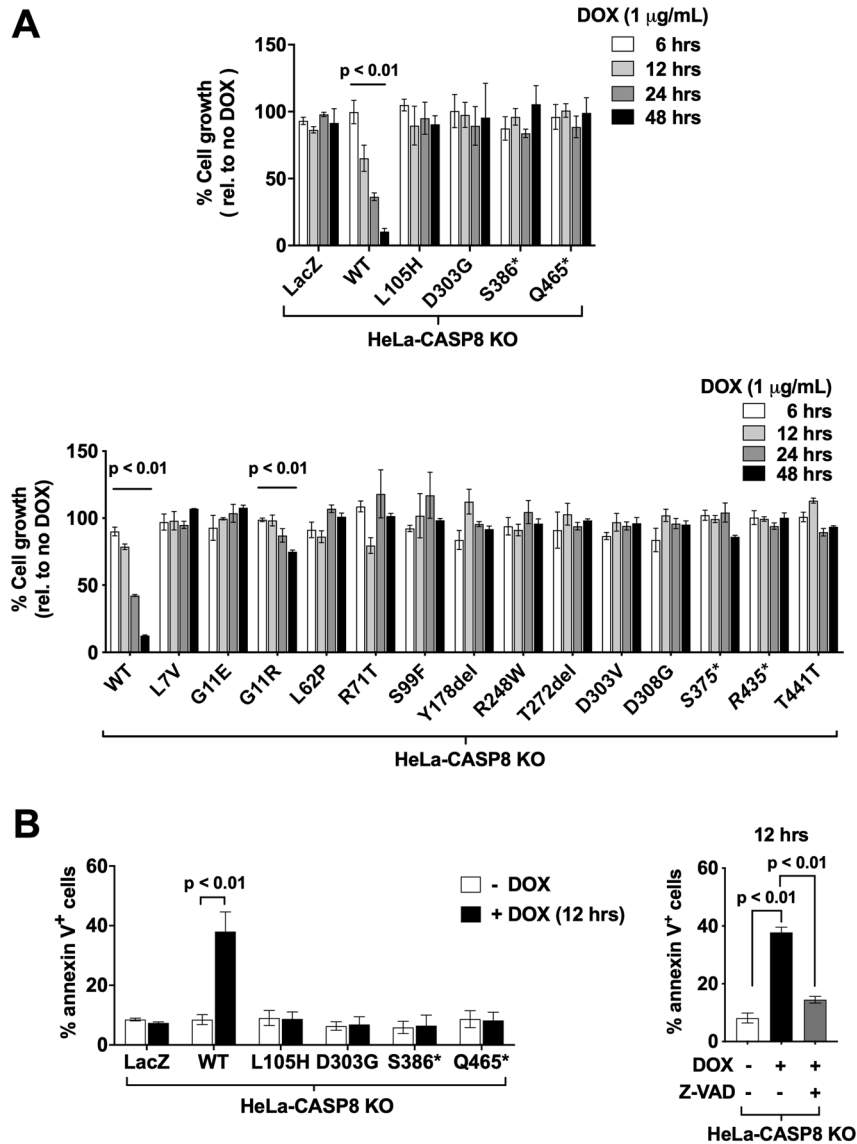 A
DOX (1 μg/mL)
6 hrs
12 hrs
24 hrs
48 hrs
% Cell growth
( rel. to no DOX )
150
100
50
0
p < 0.01
LacZ
WT
L105H
D303G
S386*
Q465*
HeLa-CASP8 KO
DOX (1 μg/mL)
6 hrs
12 hrs
24 hrs
48 hrs
% Cell growth
(rel. to no DOX)
150
100
50
0
p < 0.01
p < 0.01
WT
L7V
G11E
G11R
L62P
R71T
S99F
Y178del
R248W
T272del
D303V
D308G
S375*
R435*
T441T
HeLa-CASP8 KO
B
% annexin V+ cells
60
40
20
0
p < 0.01
- DOX
+ DOX (12 hrs)
LacZ
WT
L105H
D303G
S386*
Q465*
HeLa-CASP8 KO
12 hrs
% annexin V+ cells
60
40
20
0
p < 0.01
p < 0.01
DOX - + +
Z-VAD - - +
HeLa-CASP8 KO